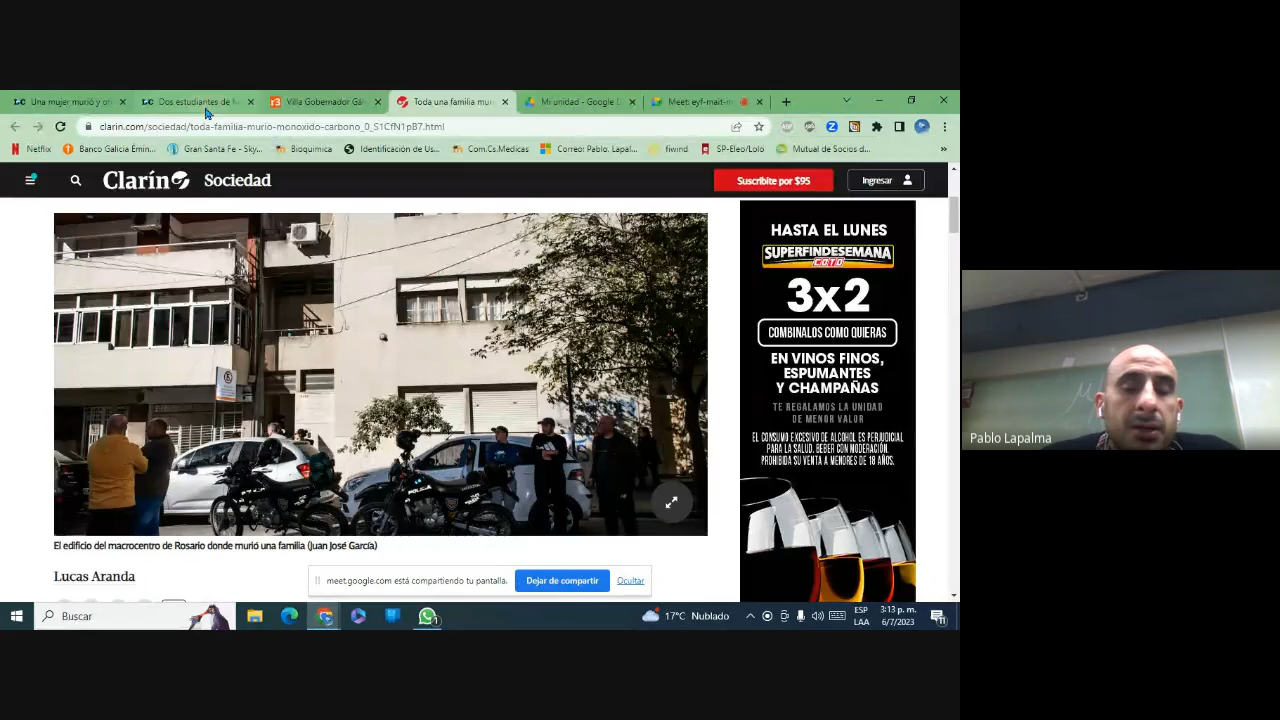 Una mujer murió y ot
Dos estudiantes de
Villa Gobernador Gál
Toda una familia mu
Mi unidad - Google D
Meet: eyf-mait-m
clarin.com/sociedad/toda-familia-murio-monoxido-carbono_0_S1CfN1pB7.html
Netflix
Banco Galicia Émin...
Gran Santa Fe - Sky...
Bioquimica
Identificación de Us...
Com.Cs.Medicas
Correo: Pablo. Lapal...
fiwind
SP-Eleo/Lolo
Mutual de Socios d...
Clarín
Sociedad
Suscribite por $95
Ingresar
HASTA EL LUNES
SUPERFINDESEMANA
COTO
3x2
COMBINALOS COMO QUIERAS
EN VINOS FINOS,
ESPUMANTES
Y CHAMPAÑAS
TE REGALAMOS LA UNIDAD
DE MENOR VALOR
EL CONSUMO EXCESIVO DE ALCOHOL ES PERJUDICIAL
PARA LA SALUD. BEBER CON MODERACIÓN.
PROHIBIDA SU VENTA A MENORES DE 18 AÑOS.
El edificio del macrocentro de Rosario donde murió una familia (Juan José García)
Lucas Aranda
meet.google.com está compartiendo tu pantalla.
Dejar de compartir
Ocultar
Buscar
17°C Nublado
ESP
LAA
3:13 p. m.
6/7/2023
Pablo Lapalma